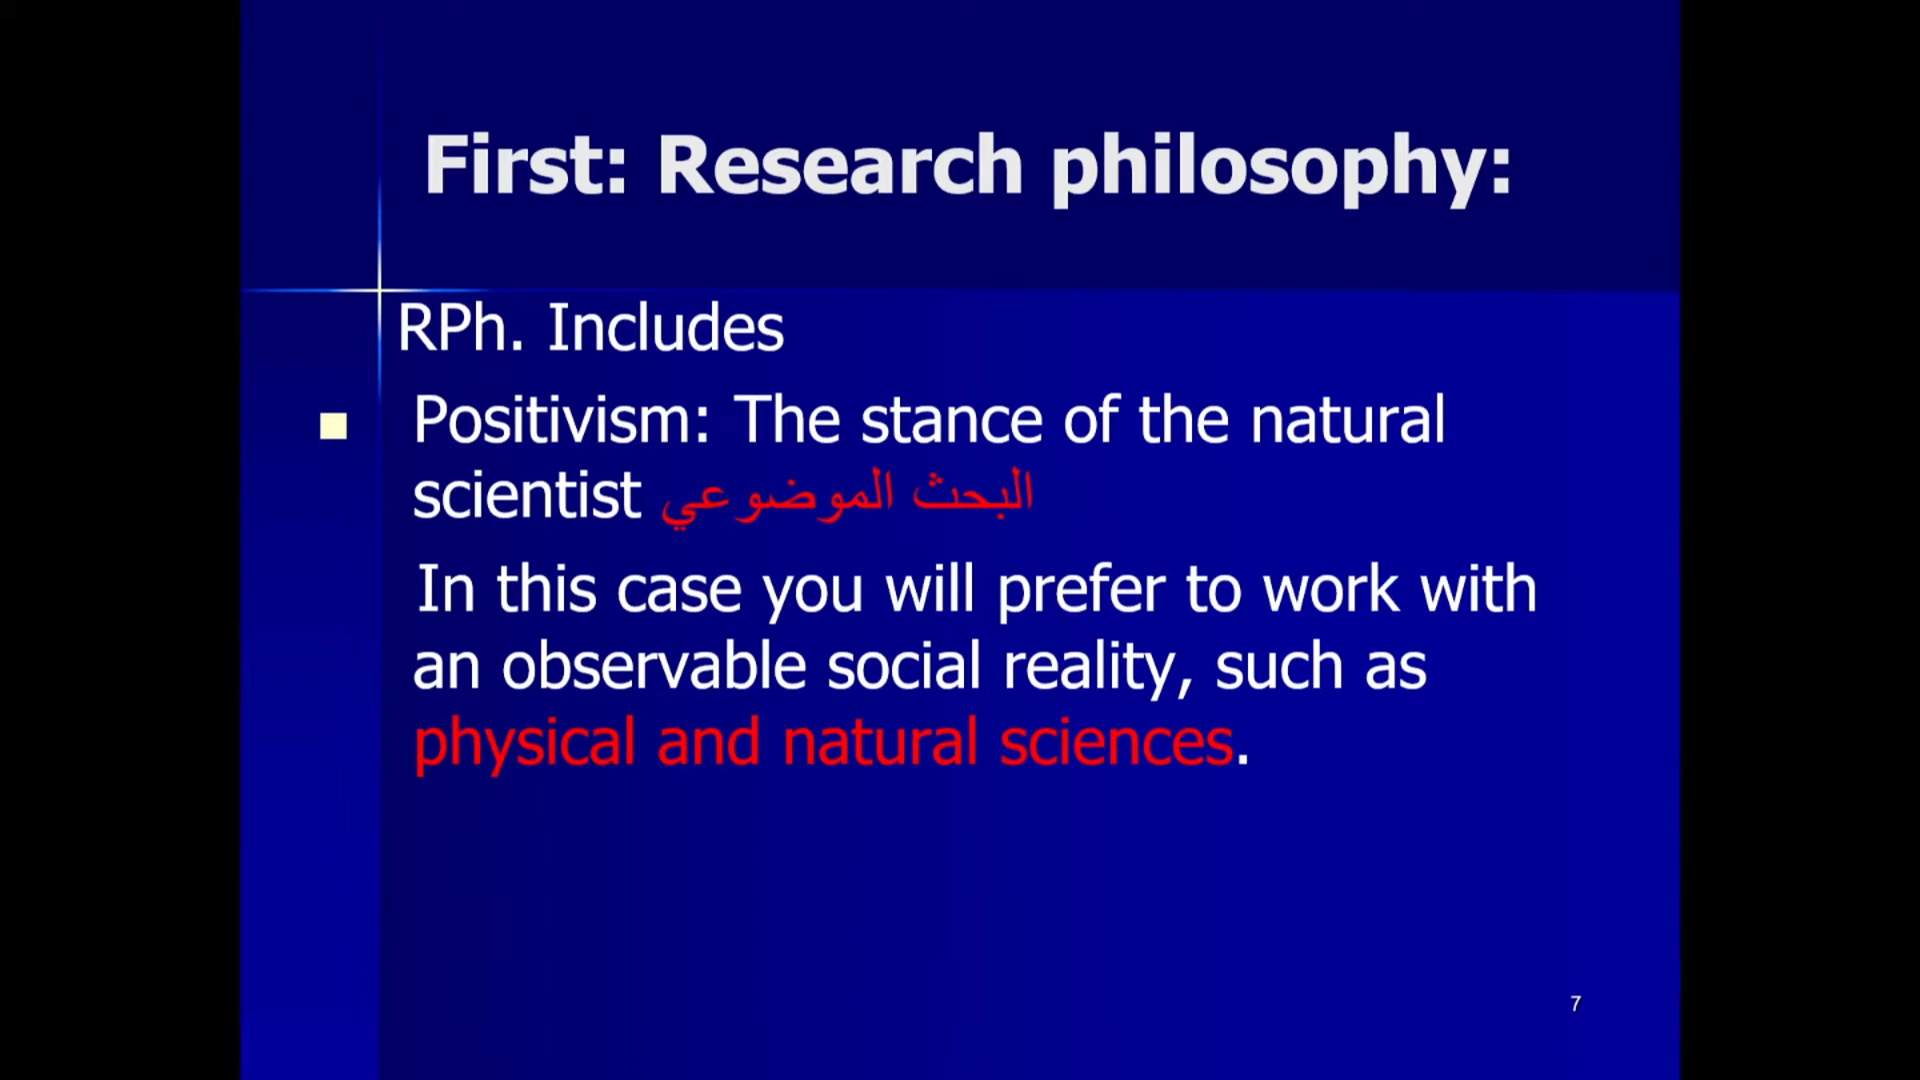 First: Research philosophy:
RPh. Includes
Positivism: The stance of the natural
scientist البحث الموضوعي
In this case you will prefer to work with
an observable social reality, such as
physical and natural sciences.
7